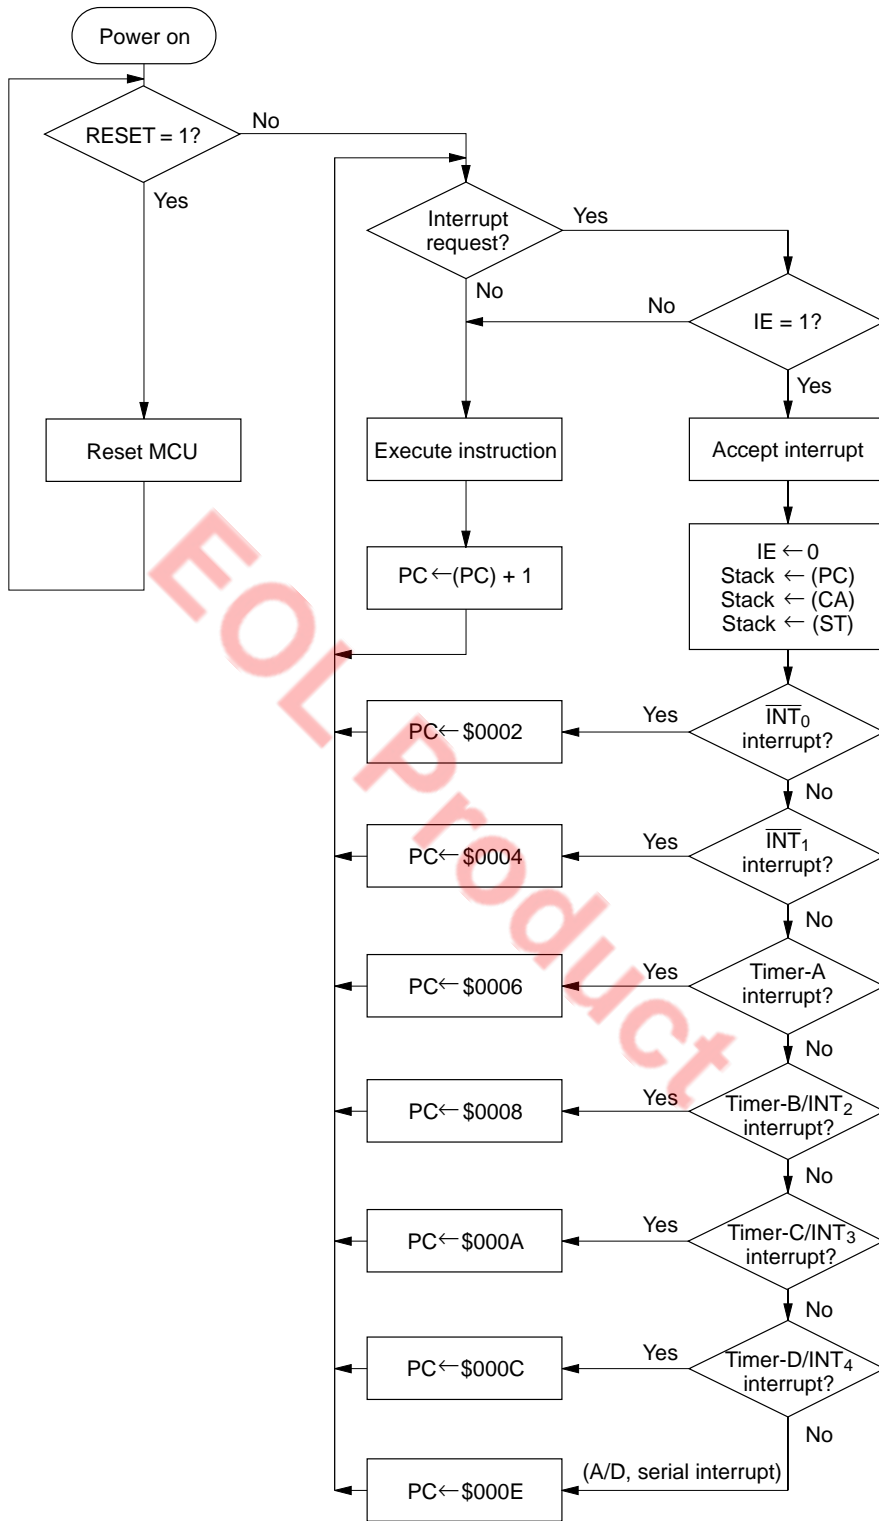 Power on
RESET = 1?
No
Yes
Interrupt
request?
Yes
No
No
IE = 1?
Yes
Reset MCU
Execute instruction
Accept interrupt
PC ← (PC) + 1
IE ← 0
Stack ← (PC)
Stack ← (CA)
Stack ← (ST)
PC ← $0002
Yes
INT0
interrupt?
No
PC ← $0004
Yes
INT1
interrupt?
No
PC ← $0006
Yes
Timer-A
interrupt?
No
PC ← $0008
Yes
Timer-B/INT2
interrupt?
No
PC ← $000A
Yes
Timer-C/INT3
interrupt?
No
PC ← $000C
Yes
Timer-D/INT4
interrupt?
No
PC ← $000E
(A/D, serial interrupt)
EOL Product